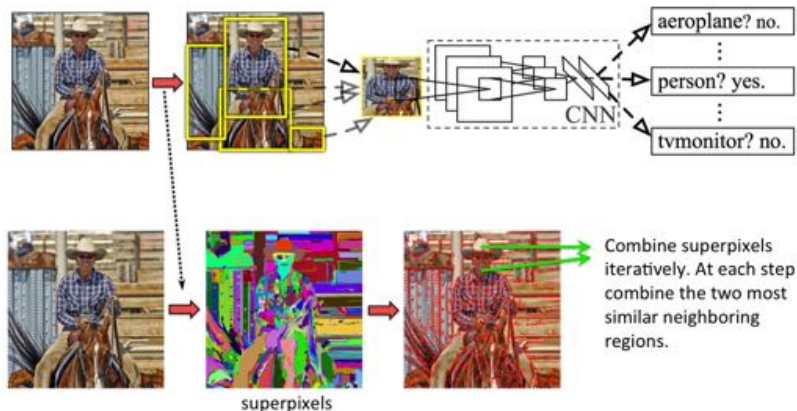 aeroplane? no.
person? yes.
CNN
tvmonitor? no.
Combine superpixels
iteratively. At each step
combine the two most
similar neighboring
regions.
superpixels